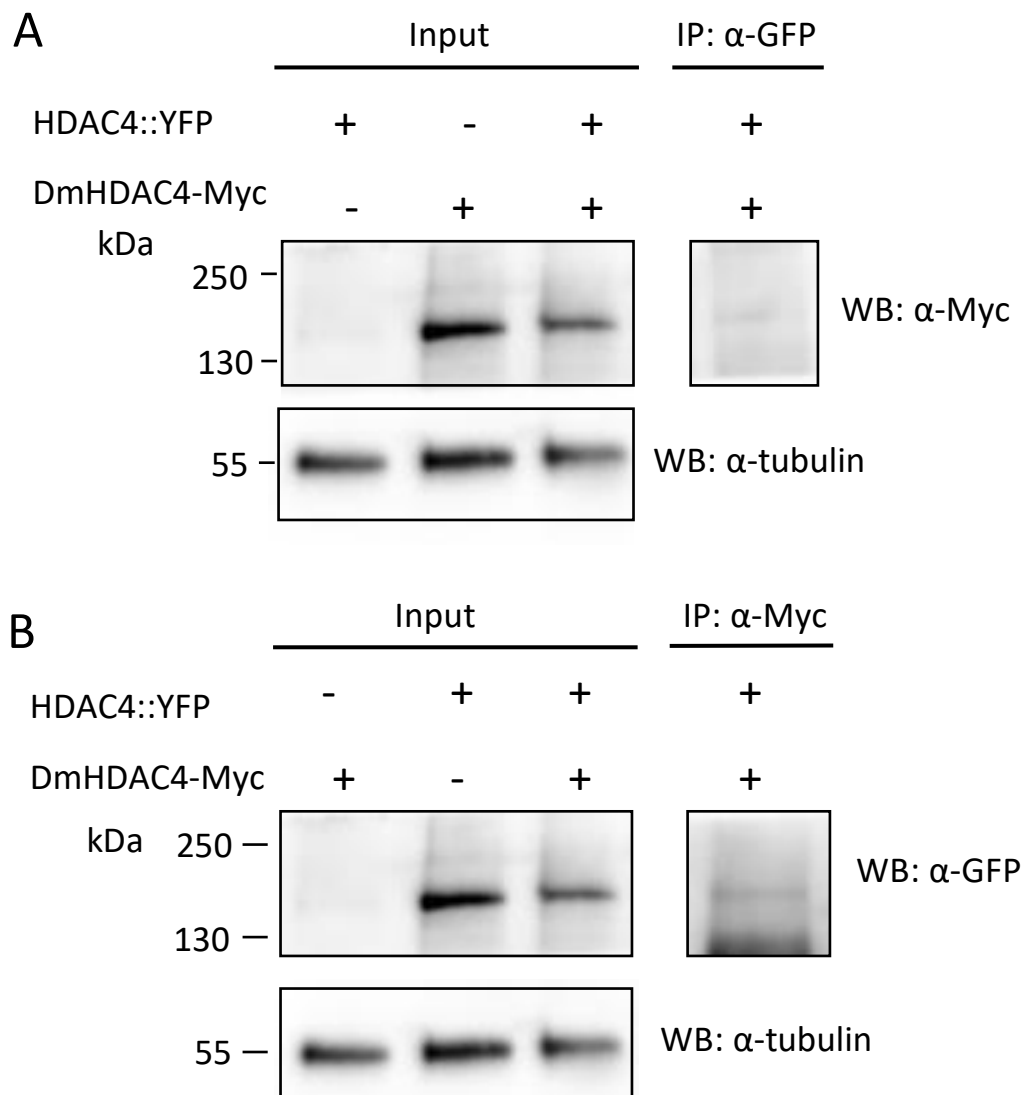 A
Input IP: α-GFP
HDAC4::YFP + - + +
DmHDAC4-Myc - + + +
kDa
250
WB: α-Myc
130
55 WB: α-tubulin
B
Input IP: α-Myc
HDAC4::YFP - + + +
DmHDAC4-Myc + - + +
kDa 250
WB: α-GFP
130
55 WB: α-tubulin